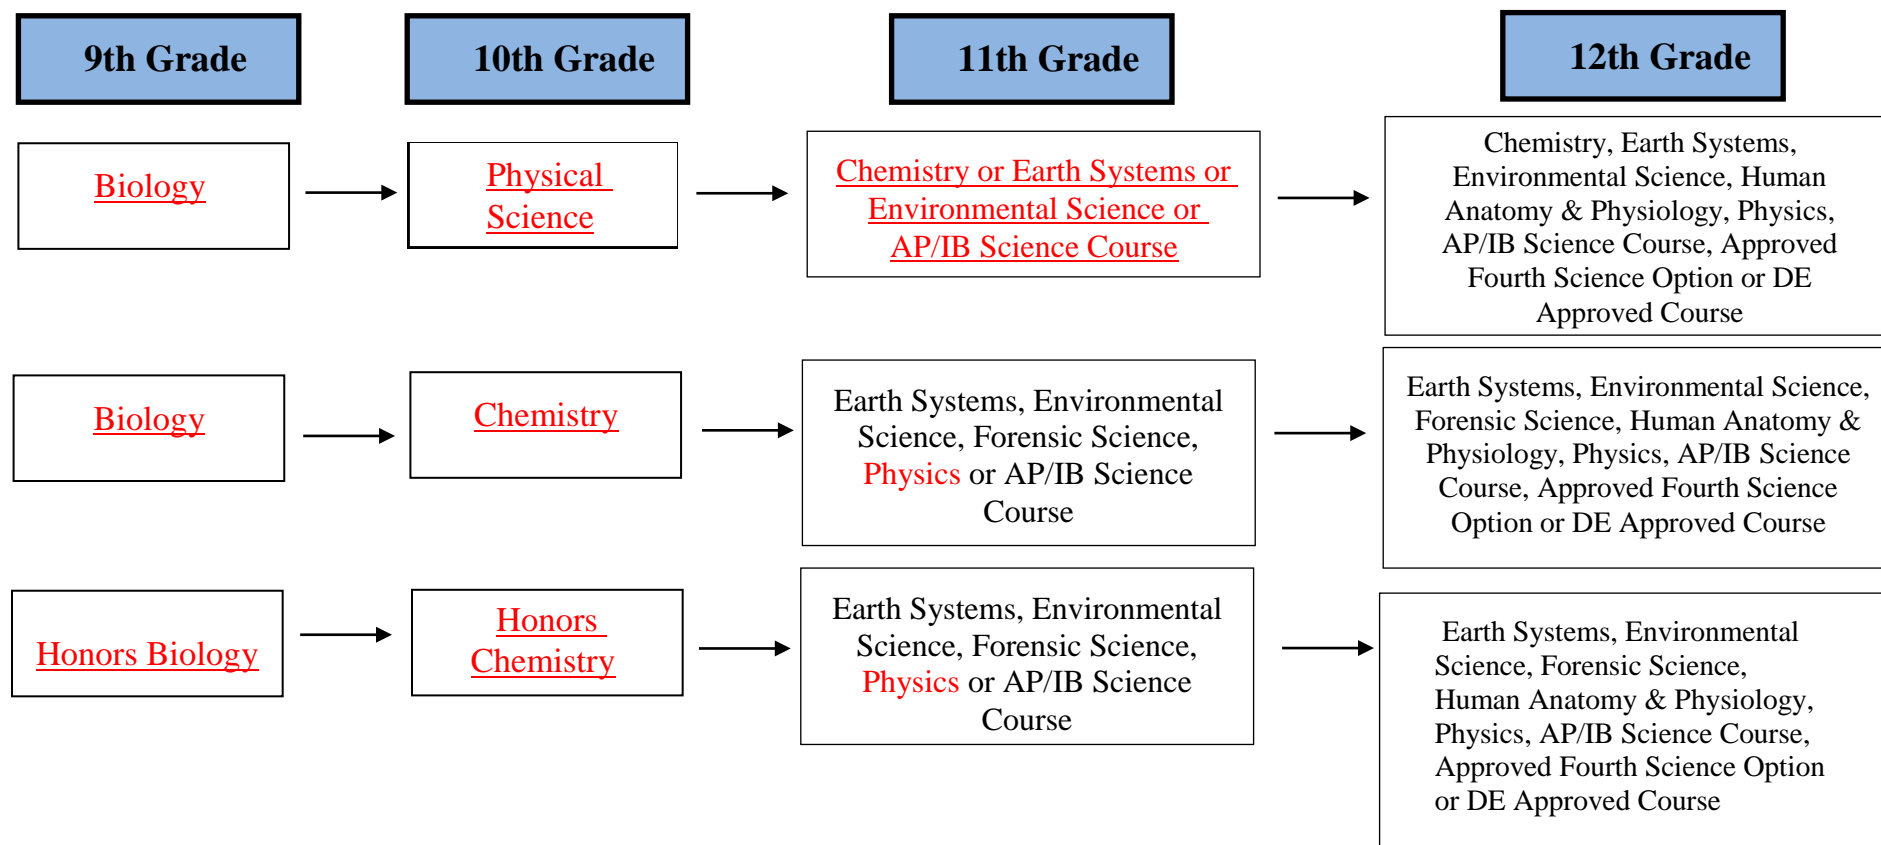 9th Grade
10th Grade
11th Grade
12th Grade
Biology
Physical
Science
Chemistry or Earth Systems or
Environmental Science or
AP/IB Science Course
Chemistry, Earth Systems,
Environmental Science, Human
Anatomy & Physiology, Physics,
AP/IB Science Course, Approved
Fourth Science Option or DE
Approved Course
Biology
Chemistry
Earth Systems, Environmental
Science, Forensic Science,
Physics or AP/IB Science
Course
Earth Systems, Environmental Science,
Forensic Science, Human Anatomy &
Physiology, Physics, AP/IB Science
Course, Approved Fourth Science
Option or DE Approved Course
Honors Biology
Honors
Chemistry
Earth Systems, Environmental
Science, Forensic Science,
Physics or AP/IB Science
Course
Earth Systems, Environmental
Science, Forensic Science,
Human Anatomy & Physiology,
Physics, AP/IB Science Course,
Approved Fourth Science Option
or DE Approved Course